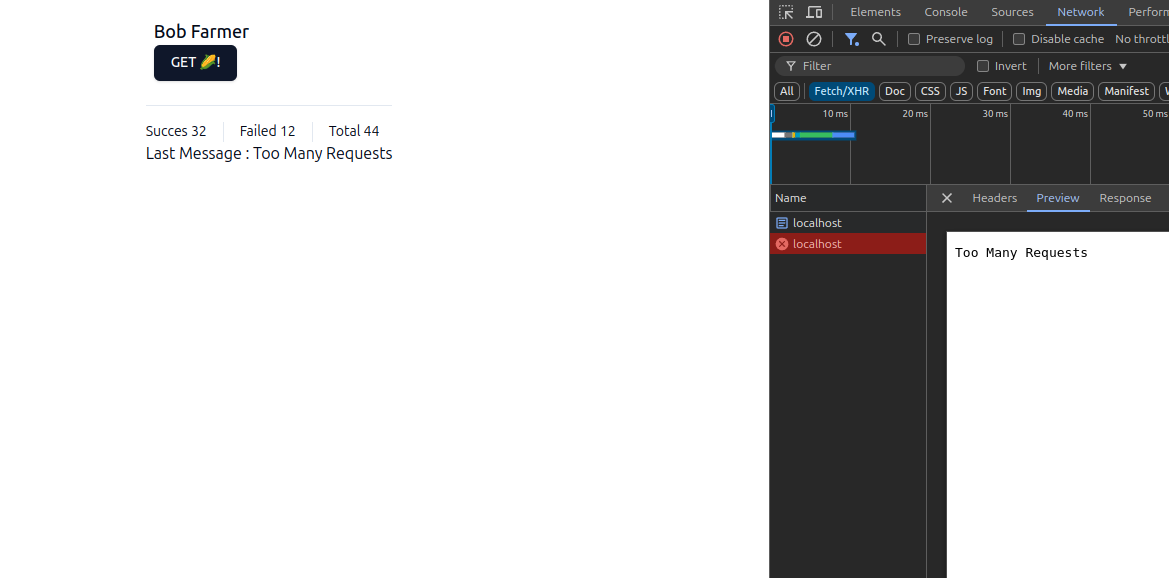 Bob Farmer
GET 🌽!
Succes 32 Failed 12 Total 44
Last Message : Too Many Requests
Elements Console Sources Network Perform
Preserve log Disable cache No thrott
Filter Invert More filters
All Fetch/XHR Doc CSS JS Font Img Media Manifest W
10 ms 20 ms 30 ms 40 ms 50 ms
Name Headers Preview Response
localhost
localhost
Too Many Requests